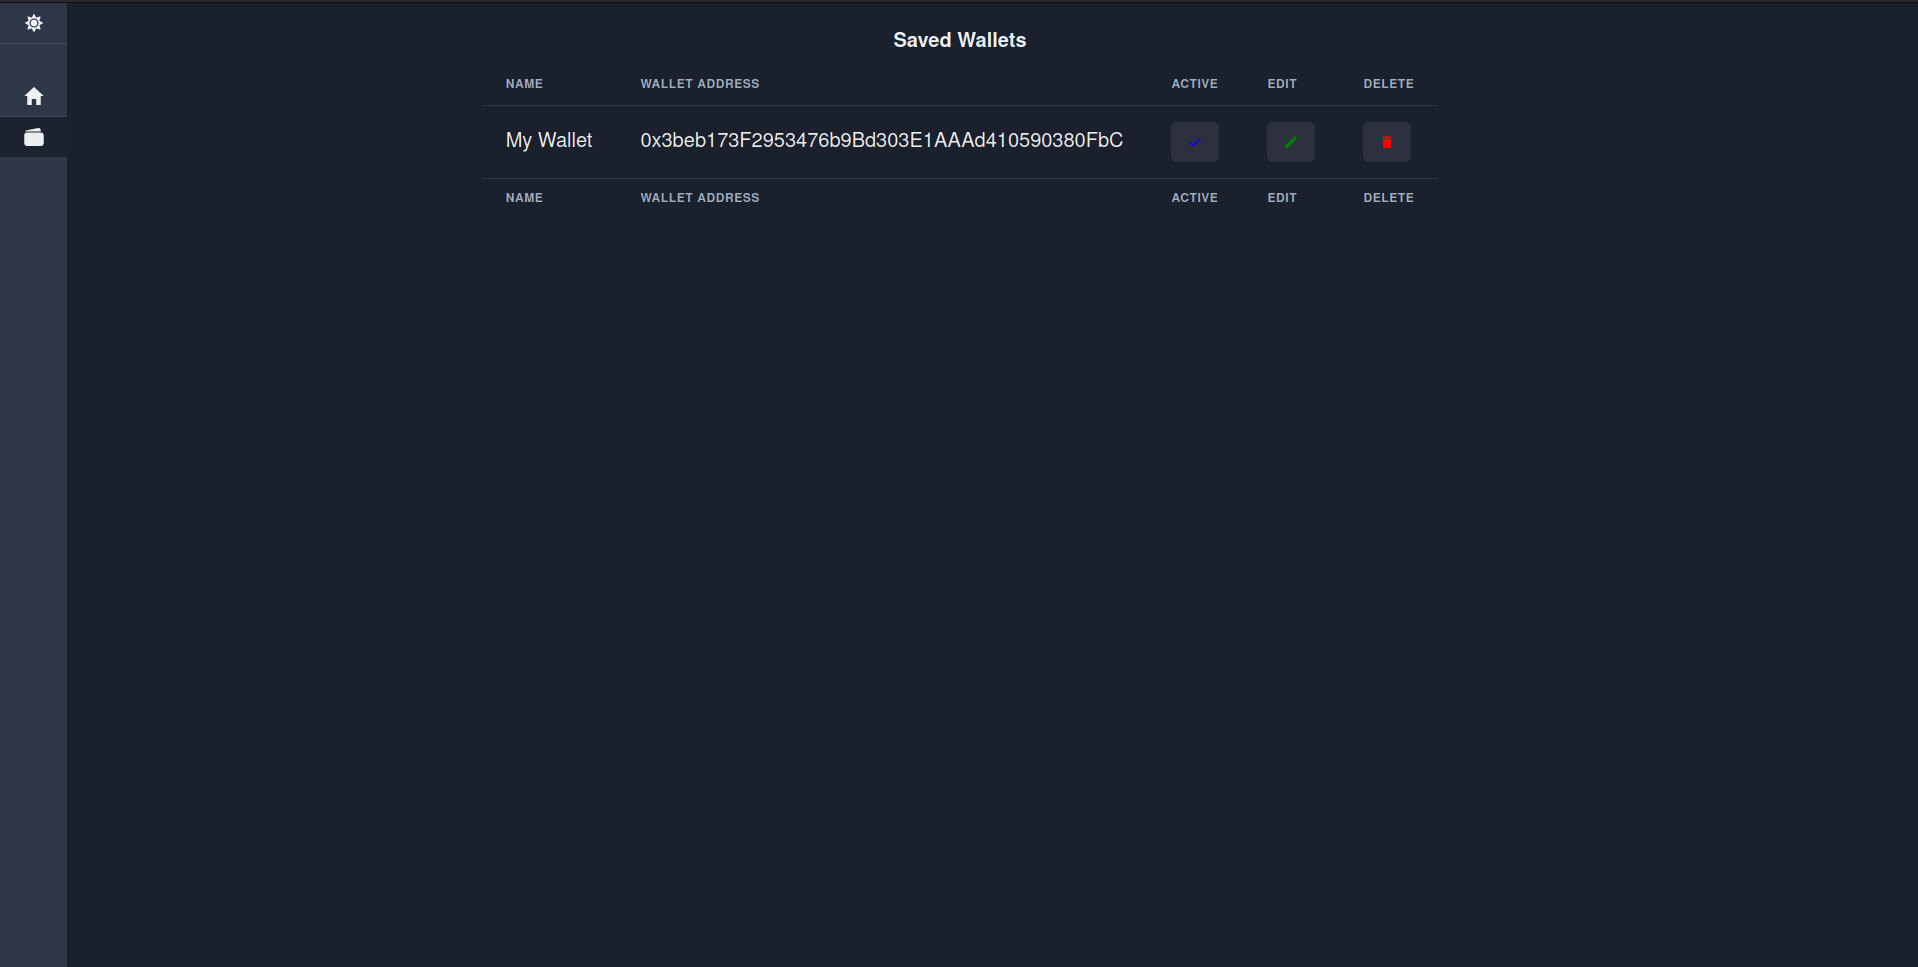 Saved Wallets
NAME WALLET ADDRESS ACTIVE EDIT DELETE
My Wallet 0x3beb173F2953476b9Bd303E1AAAd410590380FbC
NAME WALLET ADDRESS ACTIVE EDIT DELETE